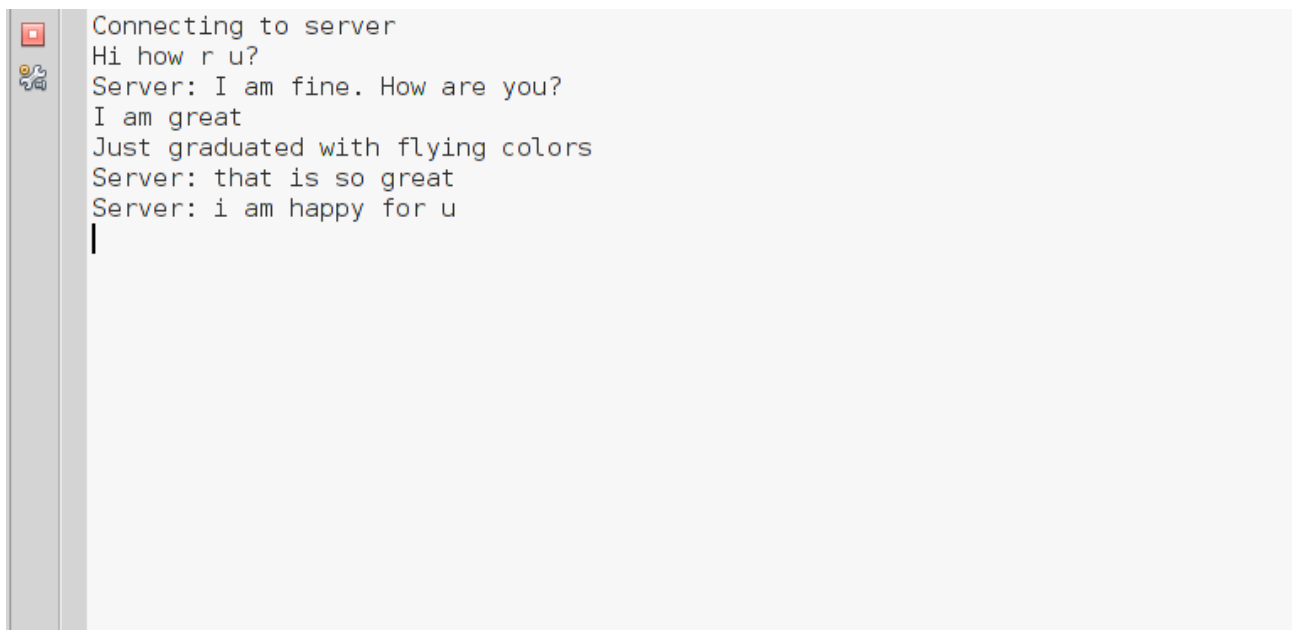 Connecting to server
Hi how r u?
Server: I am fine. How are you?
I am great
Just graduated with flying colors
Server: that is so great
Server: i am happy for u